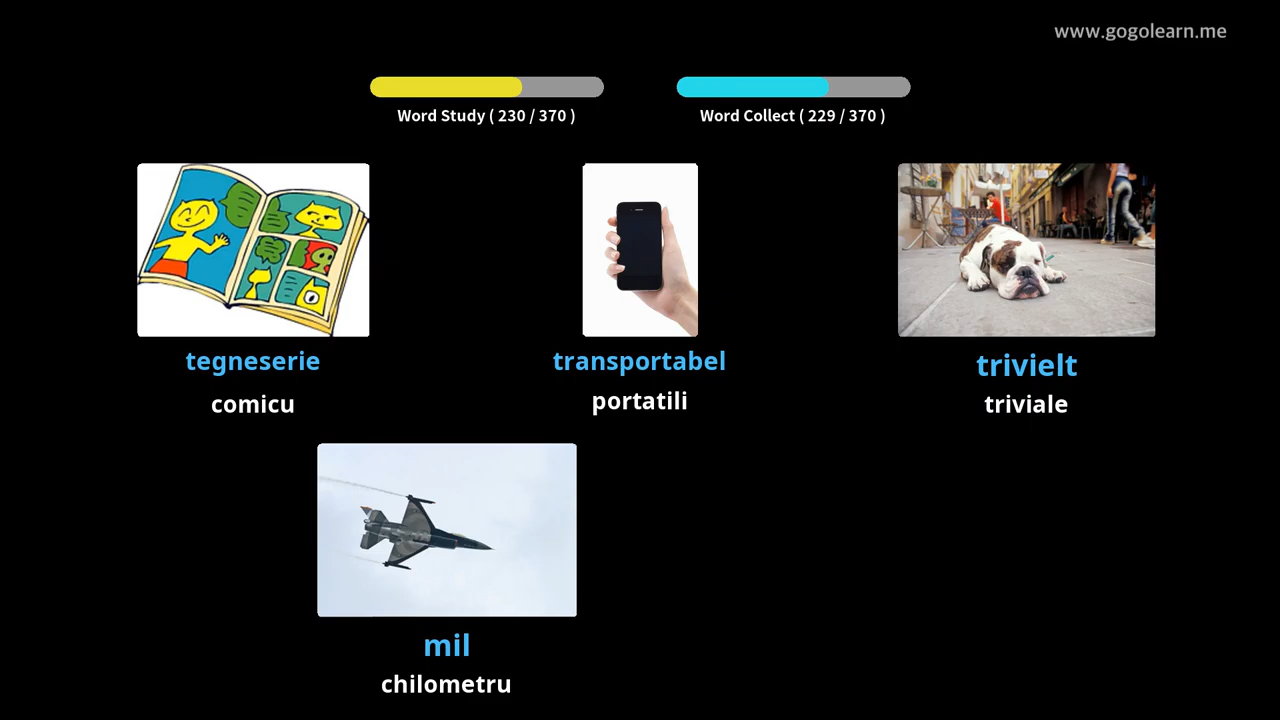 www.gogolearn.me
Word Study ( 230 / 370 )
Word Collect ( 229 / 370 )
tegneserie
comicu
transportabel
portatili
trivielt
triviale
mil
chilometru